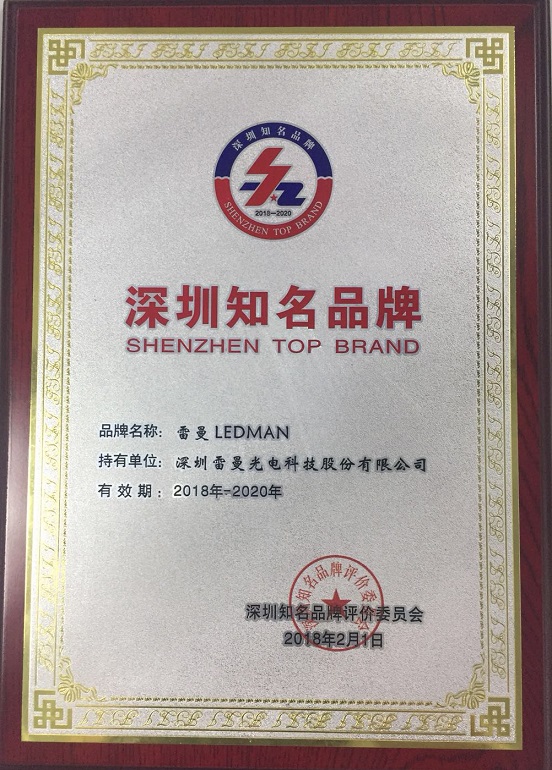 深圳知名品牌
2018-2020
SHENZHEN TOP BRAND
深圳知名品牌
SHENZHEN TOP BRAND
品牌名称： 雷曼 LEDMAN
持有单位： 深圳雷曼光电科技股份有限公司
有 效 期 ： 2018年-2020年
深圳知名品牌评价委员会
2018年2月1日